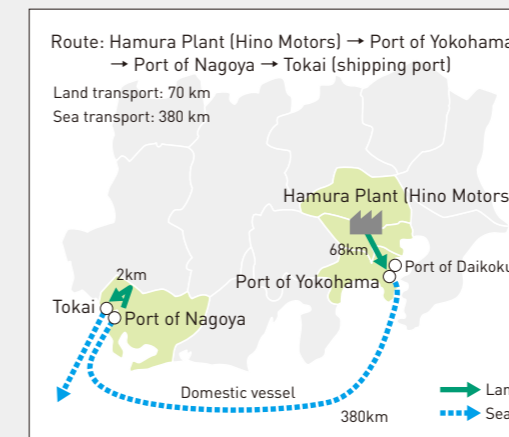 Route: Hamura Plant (Hino Motors) → Port of Yokohama
→ Port of Nagoya → Tokai (shipping port)
Land transport: 70 km
Sea transport: 380 km
Hamura Plant (Hino Motors
68km
Port of Daikoku
Port of Yokohama
2km
Tokai
Port of Nagoya
Domestic vessel
380km
Lan
Sea